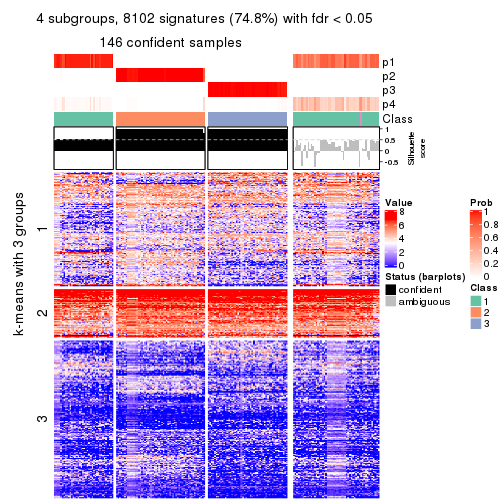 4 subgroups, 8102 signatures (74.8%) with fdr < 0.05
146 confident samples
p1
p2
p3
p4
Class
1
0.5
0
-0.5
Silhouette
score
k-means with 3 groups
1
2
3
Value
8
6
4
2
0
Status (barplots)
confident
ambiguous
Prob
1
0.8
0.6
0.4
0.2
0
Class
1
2
3